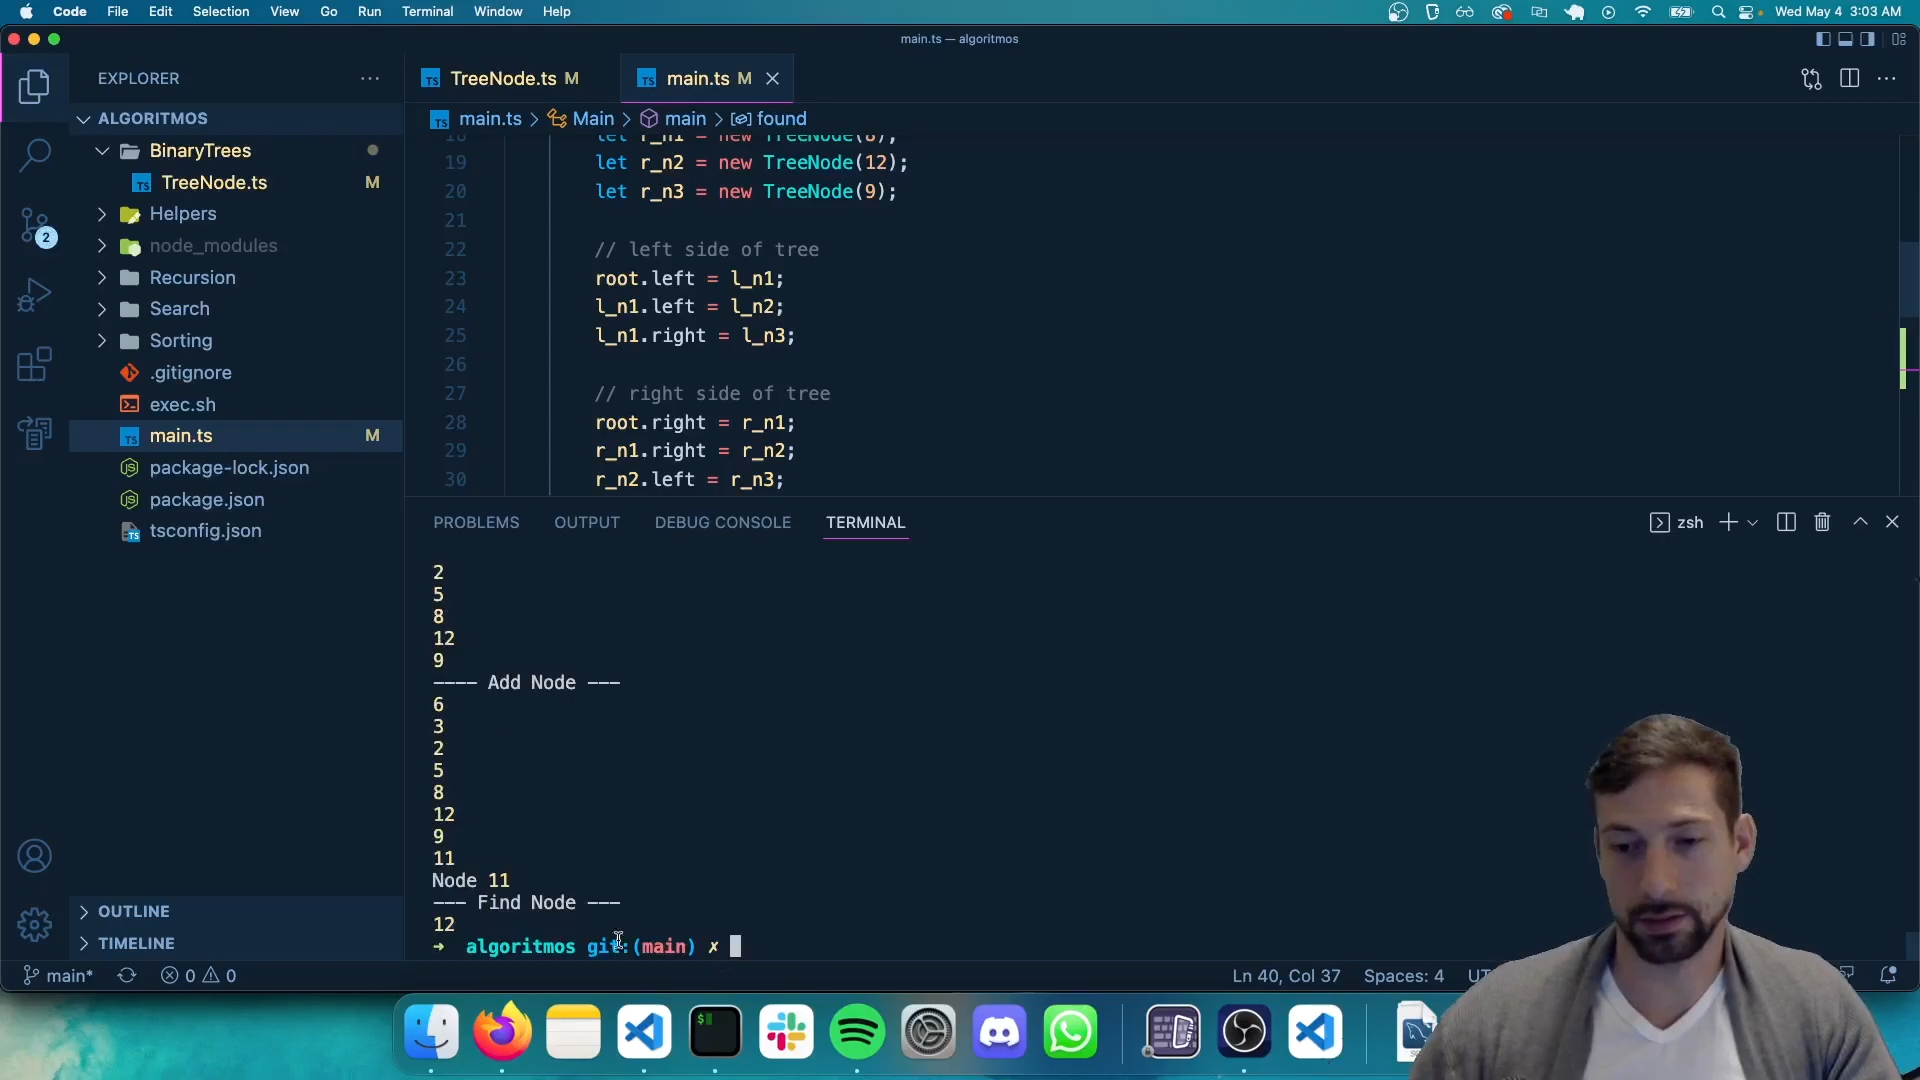 Code File Edit Selection View Go Run Terminal Window Help Wed May 4 3:03 AM
main.ts — algoritmos
EXPLORER
ALGORITMOS
BinaryTrees
TreeNode.ts M
Helpers
node_modules
Recursion
Search
Sorting
.gitignore
exec.sh
main.ts M
package-lock.json
package.json
tsconfig.json
OUTLINE
TIMELINE
2
TreeNode.ts M main.ts M
main.ts > Main > main > found
18 let r_n1 = new TreeNode(8);
19 let r_n2 = new TreeNode(12);
20 let r_n3 = new TreeNode(9);
21
22 // left side of tree
23 root.left = l_n1;
24 l_n1.left = l_n2;
25 l_n1.right = l_n3;
26
27 // right side of tree
28 root.right = r_n1;
29 r_n1.right = r_n2;
30 r_n2.left = r_n3;
PROBLEMS OUTPUT DEBUG CONSOLE TERMINAL zsh
2
5
8
12
9
---- Add Node ---
6
3
2
5
8
12
9
11
Node 11
--- Find Node ---
12
→ algoritmos git:(main) ✗
main* 0 0 Ln 40, Col 37 Spaces: 4